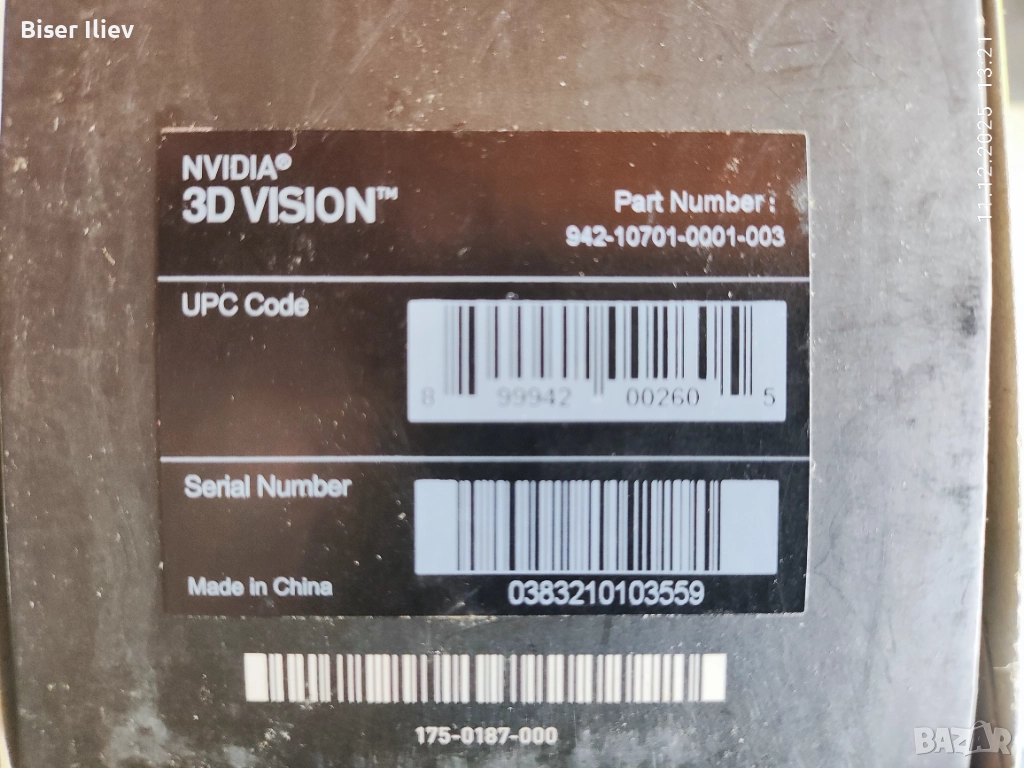 Biser Iliev
11.12.2025 13:21
NVIDIA®
3D VISION™
Part Number :
942-10701-0001-003
UPC Code
8 99942 00260 5
Serial Number
Made in China
0383210103559
175-0187-000
BAZAR